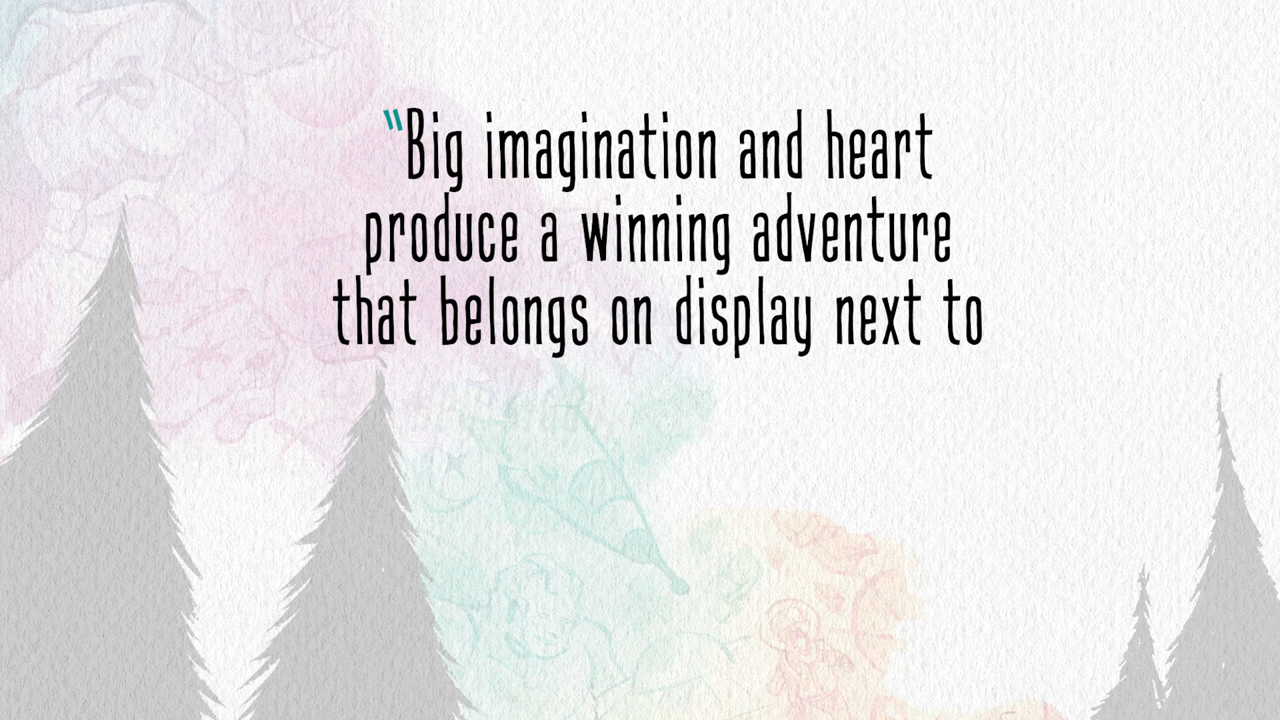 “Big imagination and heart
produce a winning adventure
that belongs on display next to